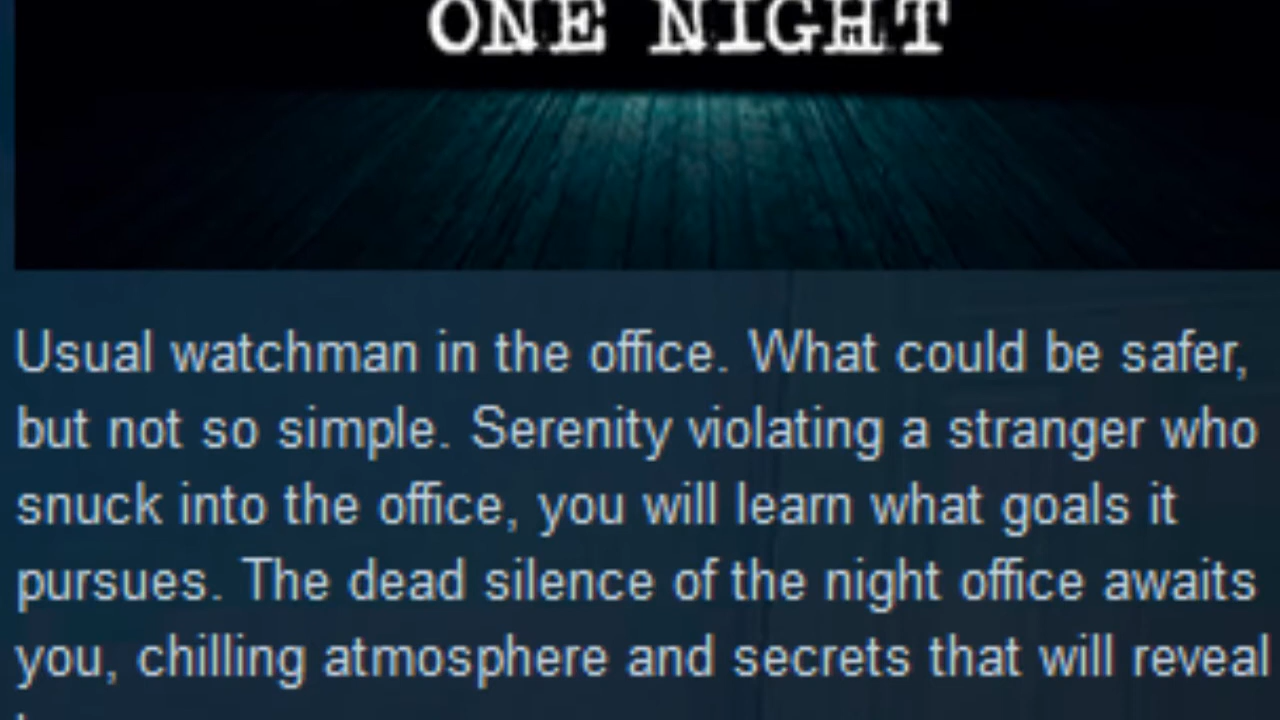 ONE NIGHT
Usual watchman in the office. What could be safer,
but not so simple. Serenity violating a stranger who
snuck into the office, you will learn what goals it
pursues. The dead silence of the night office awaits
you, chilling atmosphere and secrets that will reveal